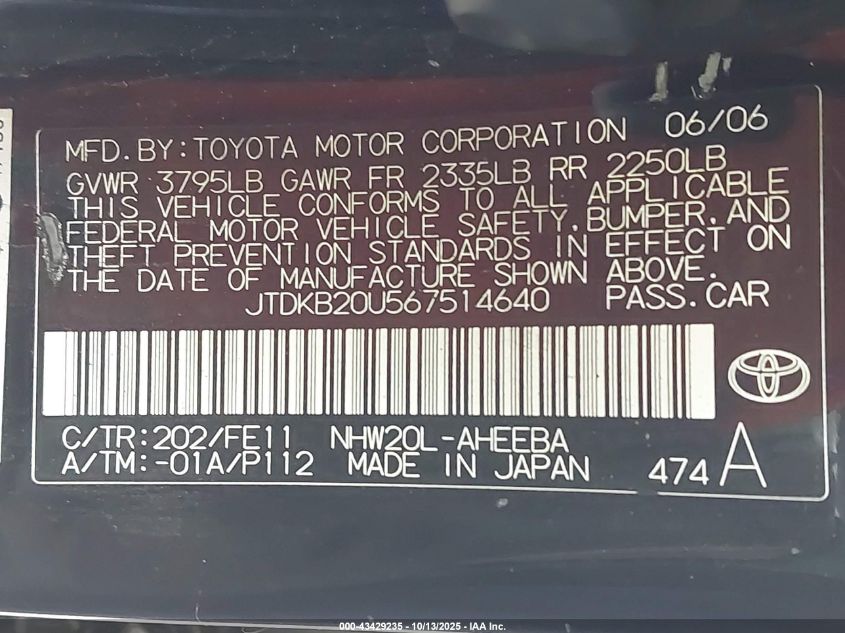 MFD.BY:TOYOTA MOTOR CORPORATION 06/06
GVWR 3795LB GAWR FR 2335LB RR 2250LB
THIS VEHICLE CONFORMS TO ALL APPLICABLE
FEDERAL MOTOR VEHICLE SAFETY,BUMPER,AND
THEFT PREVENTION STANDARDS IN EFFECT ON
THE DATE OF MANUFACTURE SHOWN ABOVE.
JTDKB20U567514640 PASS.CAR
C/TR:202/FE11 NHW20L-AHEEBA
A/TM:-01A/P112 MADE IN JAPAN 474 A
000-43429235 - 10/13/2025 - IAA Inc.